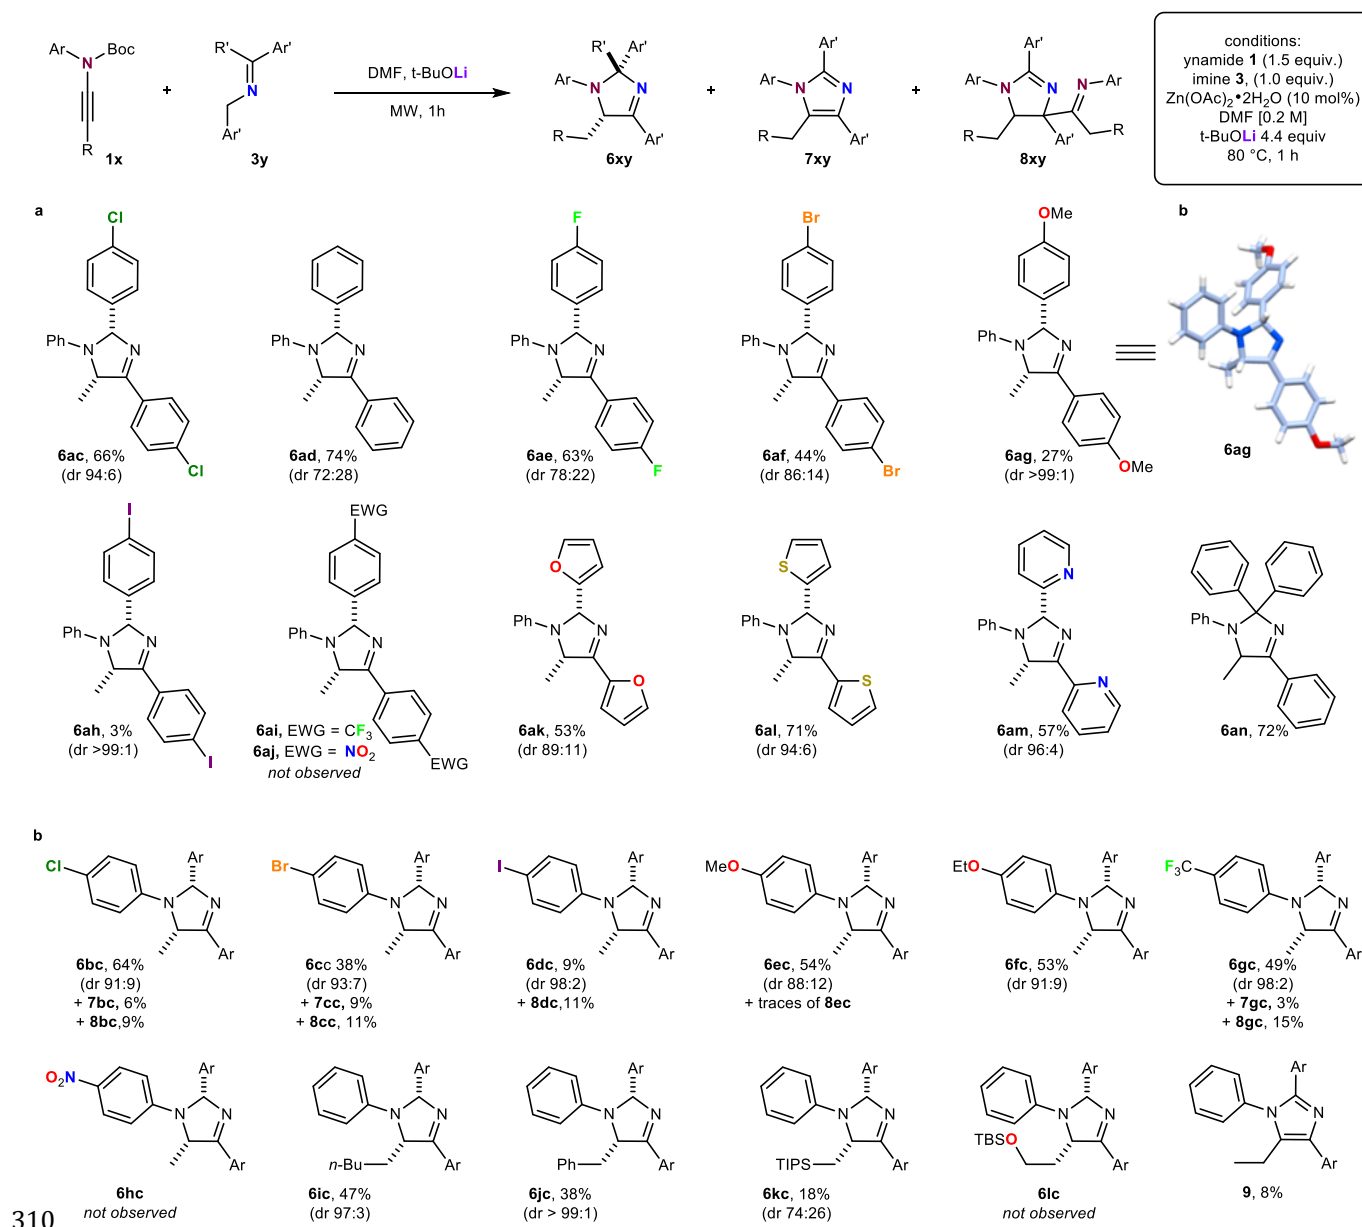 Ar
N
Boc
R
1x
+
R'
Ar'
N
Ar'
3y
DMF, t-BuOLi
MW, 1h
R'
Ar'
Ar
N
N
R
Ar'
6xy
+
Ar'
Ar
N
N
R
Ar'
7xy
+
Ar'
Ar
N
N
N
Ar
R
Ar'
R
8xy
conditions:
ynamide 1 (1.5 equiv.)
imine 3, (1.0 equiv.)
Zn(OAc)2•2H2O (10 mol%)
DMF [0.2 M]
t-BuOLi 4.4 equiv
80 °C, 1 h
a
Cl
Ph
N
N
Cl
6ac, 66%
(dr 94:6)
Ph
N
N
6ad, 74%
(dr 72:28)
F
Ph
N
N
F
6ae, 63%
(dr 78:22)
Br
Ph
N
N
Br
6af, 44%
(dr 86:14)
OMe
Ph
N
N
OMe
6ag, 27%
(dr >99:1)
b
6ag
I
Ph
N
N
I
6ah, 3%
(dr >99:1)
EWG
Ph
N
N
EWG
6ai, EWG = CF3
6aj, EWG = NO2
not observed
O
Ph
N
N
O
6ak, 53%
(dr 89:11)
S
Ph
N
N
S
6al, 71%
(dr 94:6)
N
Ph
N
N
N
6am, 57%
(dr 96:4)
Ph
N
N
6an, 72%
b
Cl
Ar
N
N
Ar
6bc, 64%
(dr 91:9)
+ 7bc, 6%
+ 8bc,9%
Br
Ar
N
N
Ar
6cc 38%
(dr 93:7)
+ 7cc, 9%
+ 8cc, 11%
I
Ar
N
N
Ar
6dc, 9%
(dr 98:2)
+ 8dc,11%
MeO
Ar
N
N
Ar
6ec, 54%
(dr 88:12)
+ traces of 8ec
EtO
Ar
N
N
Ar
6fc, 53%
(dr 91:9)
F3C
Ar
N
N
Ar
6gc, 49%
(dr 98:2)
+ 7gc, 3%
+ 8gc, 15%
O2N
Ar
N
N
Ar
6hc
not observed
Ar
N
N
n-Bu
Ar
6ic, 47%
(dr 97:3)
Ar
N
N
Ph
Ar
6jc, 38%
(dr > 99:1)
Ar
N
N
TIPS
Ar
6kc, 18%
(dr 74:26)
Ar
N
N
TBSO
Ar
6lc
not observed
Ar
N
N
Ar
9, 8%
310